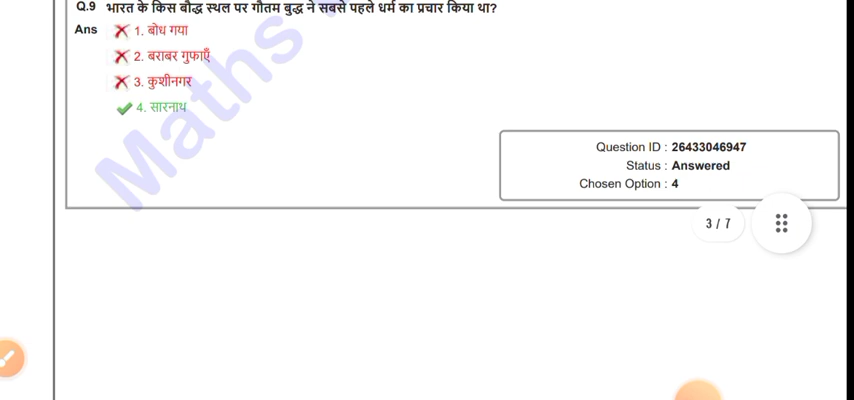 Q.9 भारत के किस बौद्ध स्थल पर गौतम बुद्ध ने सबसे पहले धर्म का प्रचार किया था?
Ans 1. बोध गया
2. बराबर गुफाएँ
3. कुशीनगर
4. सारनाथ
Maths
Question ID : 26433046947
Status : Answered
Chosen Option : 4
3 / 7